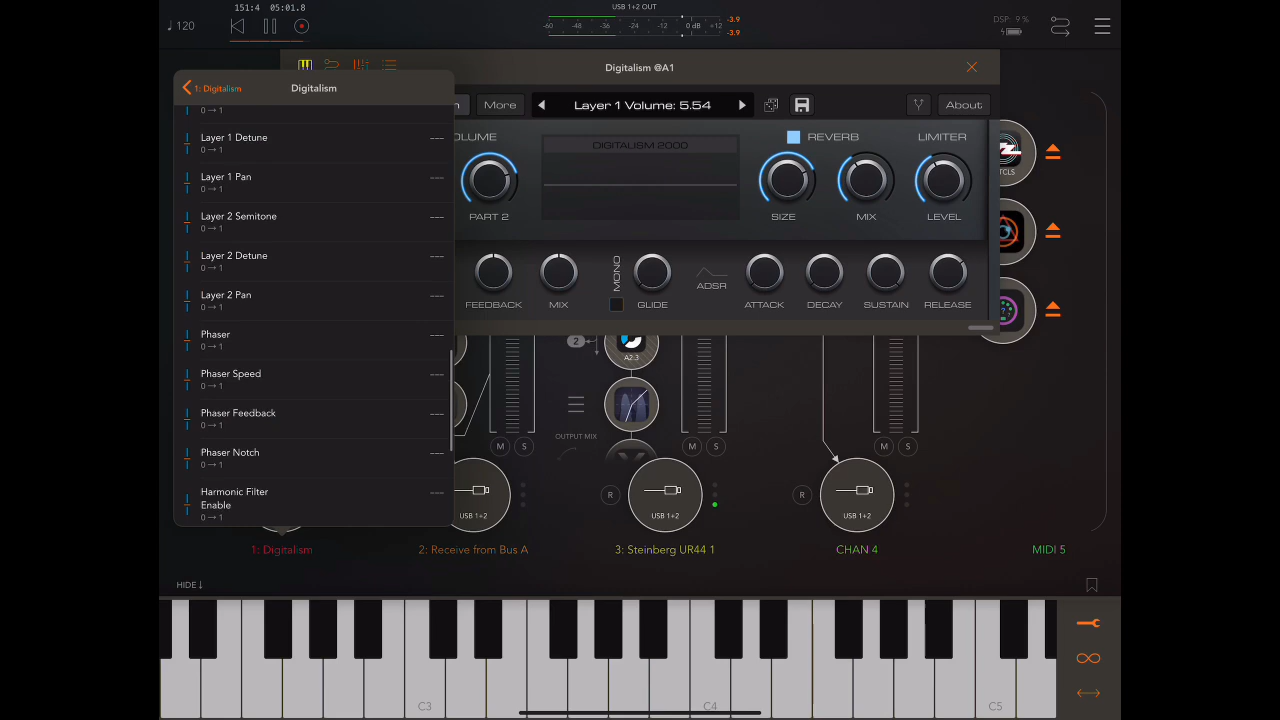 151:4 05:01.8
USB 1+2 OUT
♩ 120
-60 -48 -36 -24 -12 0 dB +12
-3.9
-3.9
DSP: 9 %
Digitalism @A1
1: Digitalism
Digitalism
More
Layer 1 Volume: 5.54
About
0→1
Layer 1 Detune ---
0→1
Layer 1 Pan ---
0→1
Layer 2 Semitone ---
0→1
Layer 2 Detune ---
0→1
Layer 2 Pan ---
0→1
Phaser ---
0→1
Phaser Speed ---
0→1
Phaser Feedback ---
0→1
Phaser Notch ---
0→1
Harmonic Filter ---
Enable
0→1
DIGITALISM 2000
REVERB
LIMITER
PART 2
SIZE
MIX
LEVEL
FEEDBACK
MIX
MONO
GLIDE
ADSR
ATTACK
DECAY
SUSTAIN
RELEASE
2
A2.3
OUTPUT MIX
M S
M S
M S
USB 1+2
R
USB 1+2
R
USB 1+2
1: Digitalism
2: Receive from Bus A
3: Steinberg UR44 1
CHAN 4
MIDI 5
HIDE↓
C3
C4
C5